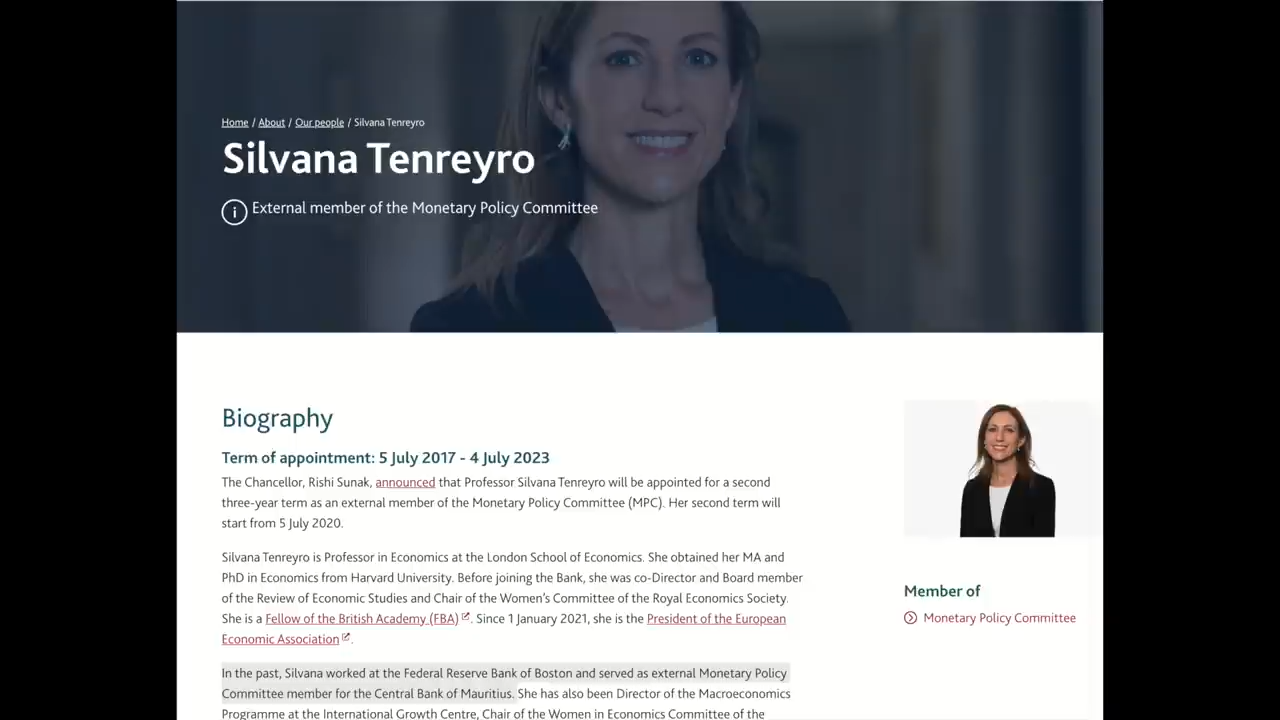 Home / About / Our people / Silvana Tenreyro
Silvana Tenreyro
i External member of the Monetary Policy Committee
Biography
Term of appointment: 5 July 2017 - 4 July 2023
The Chancellor, Rishi Sunak, announced that Professor Silvana Tenreyro will be appointed for a second
three-year term as an external member of the Monetary Policy Committee (MPC). Her second term will
start from 5 July 2020.
Silvana Tenreyro is Professor in Economics at the London School of Economics. She obtained her MA and
PhD in Economics from Harvard University. Before joining the Bank, she was co-Director and Board member
of the Review of Economic Studies and Chair of the Women's Committee of the Royal Economics Society.
She is a Fellow of the British Academy (FBA). Since 1 January 2021, she is the President of the European
Economic Association.
In the past, Silvana worked at the Federal Reserve Bank of Boston and served as external Monetary Policy
Committee member for the Central Bank of Mauritius. She has also been Director of the Macroeconomics
Programme at the International Growth Centre, Chair of the Women in Economics Committee of the
Member of
Monetary Policy Committee